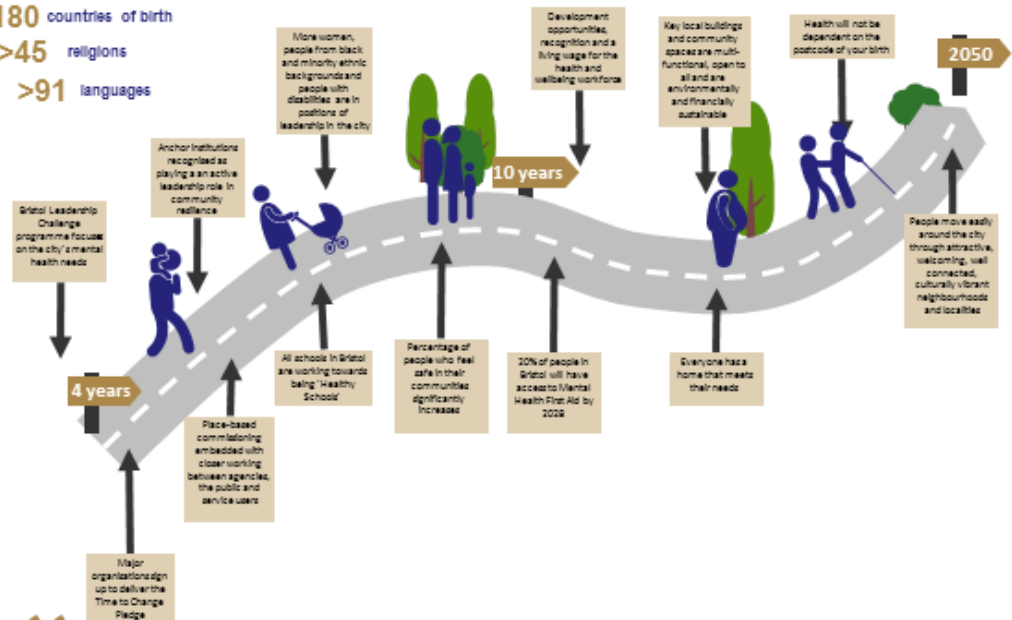 180 countries of birth
>45 religions
>91 languages
Bristol Leadership
Challenge
programme focuses
on the city's mental
health needs
Anchor institutions
recognised as
playing a an active
leadership role in
community
resilience
More women,
people from black
and minority ethnic
backgrounds and
people with
disabilities are in
positions of
leadership in the city
Development
opportunities,
recognition and a
living wage for the
health and
wellbeing workforce
Key local buildings
and community
spaces are multi-
functional, open to
all and are
environmentally
and financially
sustainable
Health will not be
dependent on the
postcode of your birth
2050
10 years
4 years
Major
organisations sign
up to deliver the
Time to Change
Pledge
Place-based
commissioning
embedded with
closer working
between agencies,
the public and
service users
All schools in Bristol
are working towards
being 'Healthy
Schools'
Percentage of
people who feel
safe in their
communities
significantly
increases
20% of people in
Bristol will have
access to Mental
Health First Aid by
Everyone has a
home that meets
their needs
People move easily
around the city
through attractive,
welcoming, well
connected,
culturally vibrant
neighbourhoods
and localities